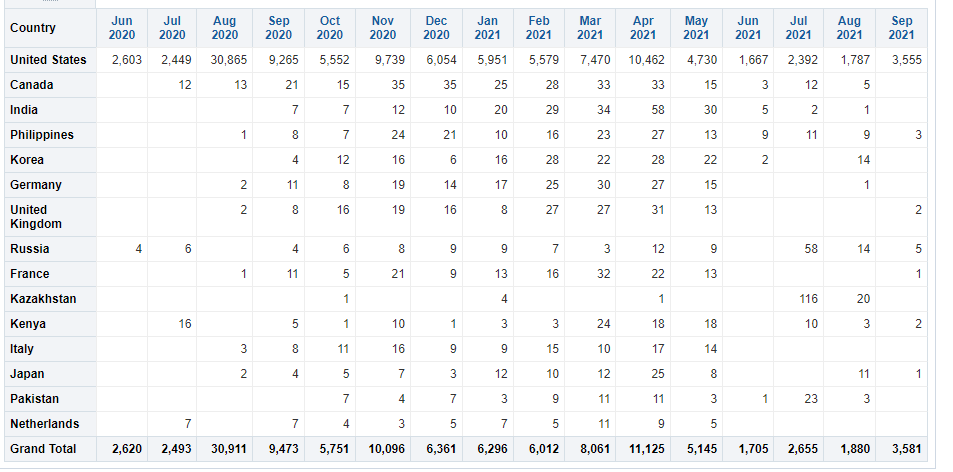 Country Jun 2020 Jul 2020 Aug 2020 Sep 2020 Oct 2020 Nov 2020 Dec 2020 Jan 2021 Feb 2021 Mar 2021 Apr 2021 May 2021 Jun 2021 Jul 2021 Aug 2021 Sep 2021
United States 2,603 2,449 30,865 9,265 5,552 9,739 6,054 5,951 5,579 7,470 10,462 4,730 1,667 2,392 1,787 3,555
Canada 12 13 21 15 35 35 25 28 33 33 15 3 12 5
India 7 7 12 10 20 29 34 58 30 5 2 1
Philippines 1 8 7 24 21 10 16 23 27 13 9 11 9 3
Korea 4 12 16 6 16 28 22 28 22 2 14
Germany 2 11 8 19 14 17 25 30 27 15 1
United Kingdom 2 8 16 19 16 8 27 27 31 13 2
Russia 4 6 4 6 8 9 9 7 3 12 9 58 14 5
France 1 11 5 21 9 13 16 32 22 13 1
Kazakhstan 1 4 1 116 20
Kenya 16 5 1 10 1 3 3 24 18 18 10 3 2
Italy 3 8 11 16 9 9 15 10 17 14
Japan 2 4 5 7 3 12 10 12 25 8 11 1
Pakistan 7 4 7 3 9 11 11 3 1 23 3
Netherlands 7 7 4 3 5 7 5 11 9 5
Grand Total 2,620 2,493 30,911 9,473 5,751 10,096 6,361 6,296 6,012 8,061 11,125 5,145 1,705 2,655 1,880 3,581